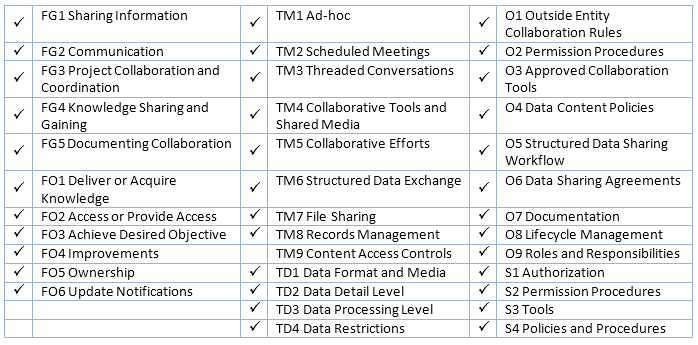 FG1 Sharing Information
TM1 Ad-hoc
O1 Outside Entity
Collaboration Rules
FG2 Communication
TM2 Scheduled Meetings
O2 Permission Procedures
FG3 Project Collaboration and
Coordination
TM3 Threaded Conversations
O3 Approved Collaboration
Tools
FG4 Knowledge Sharing and
Gaining
TM4 Collaborative Tools and
Shared Media
O4 Data Content Policies
FG5 Documenting Collaboration
TM5 Collaborative Efforts
O5 Structured Data Sharing
Workflow
FO1 Deliver or Acquire
Knowledge
TM6 Structured Data Exchange
O6 Data Sharing Agreements
FO2 Access or Provide Access
TM7 File Sharing
O7 Documentation
FO3 Achieve Desired Objective
TM8 Records Management
O8 Lifecycle Management
FO4 Improvements
TM9 Content Access Controls
O9 Roles and Responsibilities
FO5 Ownership
TD1 Data Format and Media
S1 Authorization
FO6 Update Notifications
TD2 Data Detail Level
S2 Permission Procedures
TD3 Data Processing Level
S3 Tools
TD4 Data Restrictions
S4 Policies and Procedures